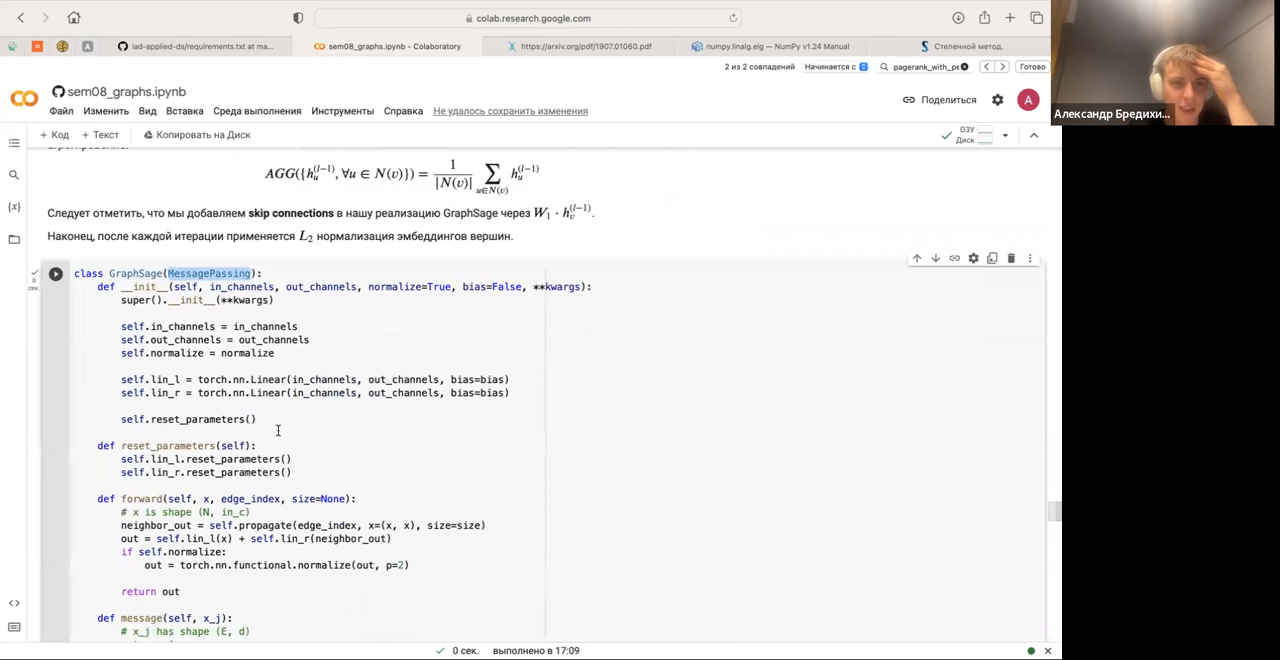 colab.research.google.com
iad-applied-ds/requirements.txt at ma...
sem08_graphs.ipynb - Colaboratory
https://arxiv.org/pdf/1907.01060.pdf
numpy.linalg.eig — NumPy v1.24 Manual
Степенной метод.
2 из 2 совпадений
Начинается с
pagerank_with_pe
Готово
sem08_graphs.ipynb
Файл Изменить Вид Вставка Среда выполнения Инструменты Справка Не удалось сохранить изменения
Поделиться
A
Александр Бредихи...
+ Код + Текст Копировать на Диск
ОЗУ
Диск
AGG({h_u^{(l-1)}, ∀u ∈ N(v)}) = 1/|N(v)| ∑_{u∈N(v)} h_u^{(l-1)}
Следует отметить, что мы добавляем skip connections в нашу реализацию GraphSage через W_1 · h_v^{(l-1)}.
Наконец, после каждой итерации применяется L_2 нормализация эмбеддингов вершин.
0
сек.
class GraphSage(MessagePassing):
def __init__(self, in_channels, out_channels, normalize=True, bias=False, **kwargs):
super().__init__(**kwargs)
self.in_channels = in_channels
self.out_channels = out_channels
self.normalize = normalize
self.lin_l = torch.nn.Linear(in_channels, out_channels, bias=bias)
self.lin_r = torch.nn.Linear(in_channels, out_channels, bias=bias)
self.reset_parameters()
def reset_parameters(self):
self.lin_l.reset_parameters()
self.lin_r.reset_parameters()
def forward(self, x, edge_index, size=None):
# x is shape (N, in_c)
neighbor_out = self.propagate(edge_index, x=(x, x), size=size)
out = self.lin_l(x) + self.lin_r(neighbor_out)
if self.normalize:
out = torch.nn.functional.normalize(out, p=2)
return out
def message(self, x_j):
# x_j has shape (E, d)
0 сек. выполнено в 17:09